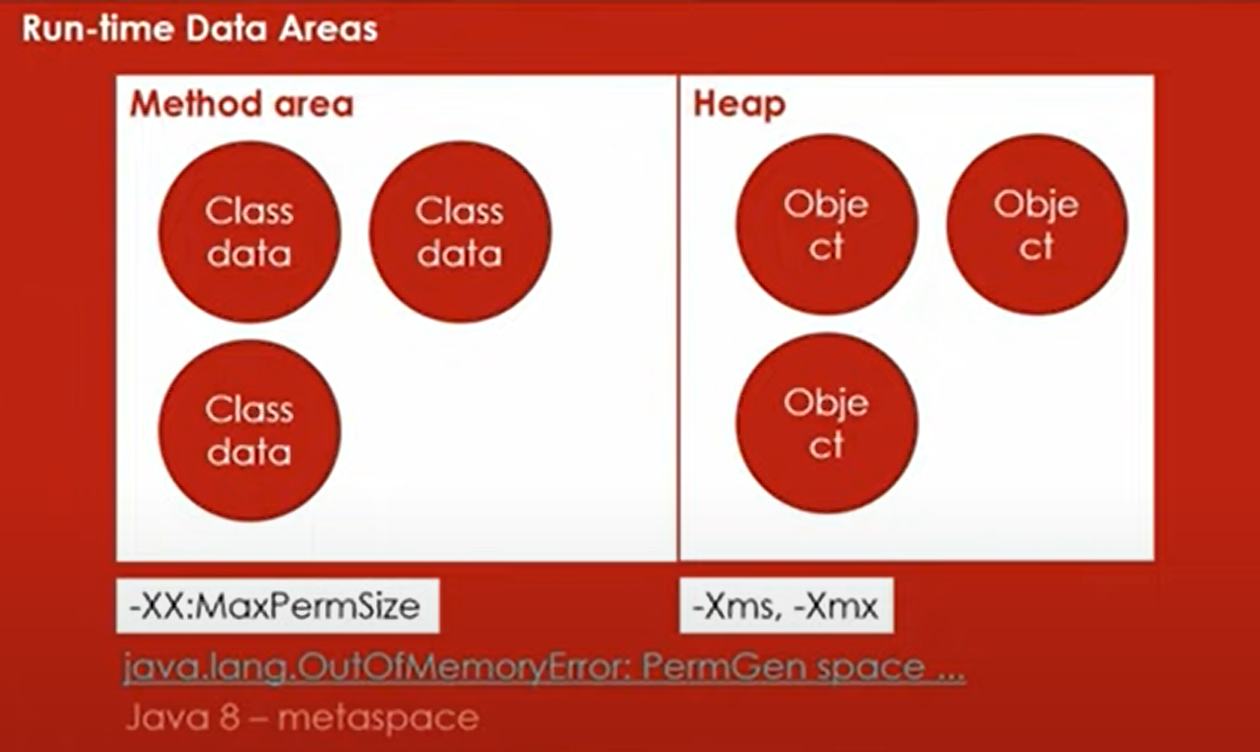 Run-time Data Areas
Method area
Class
data
Class
data
Class
data
Heap
Obje
ct
Obje
ct
Obje
ct
-XX:MaxPermSize
-Xms, -Xmx
java.lang.OutOfMemoryError: PermGen space ...
Java 8 – metaspace